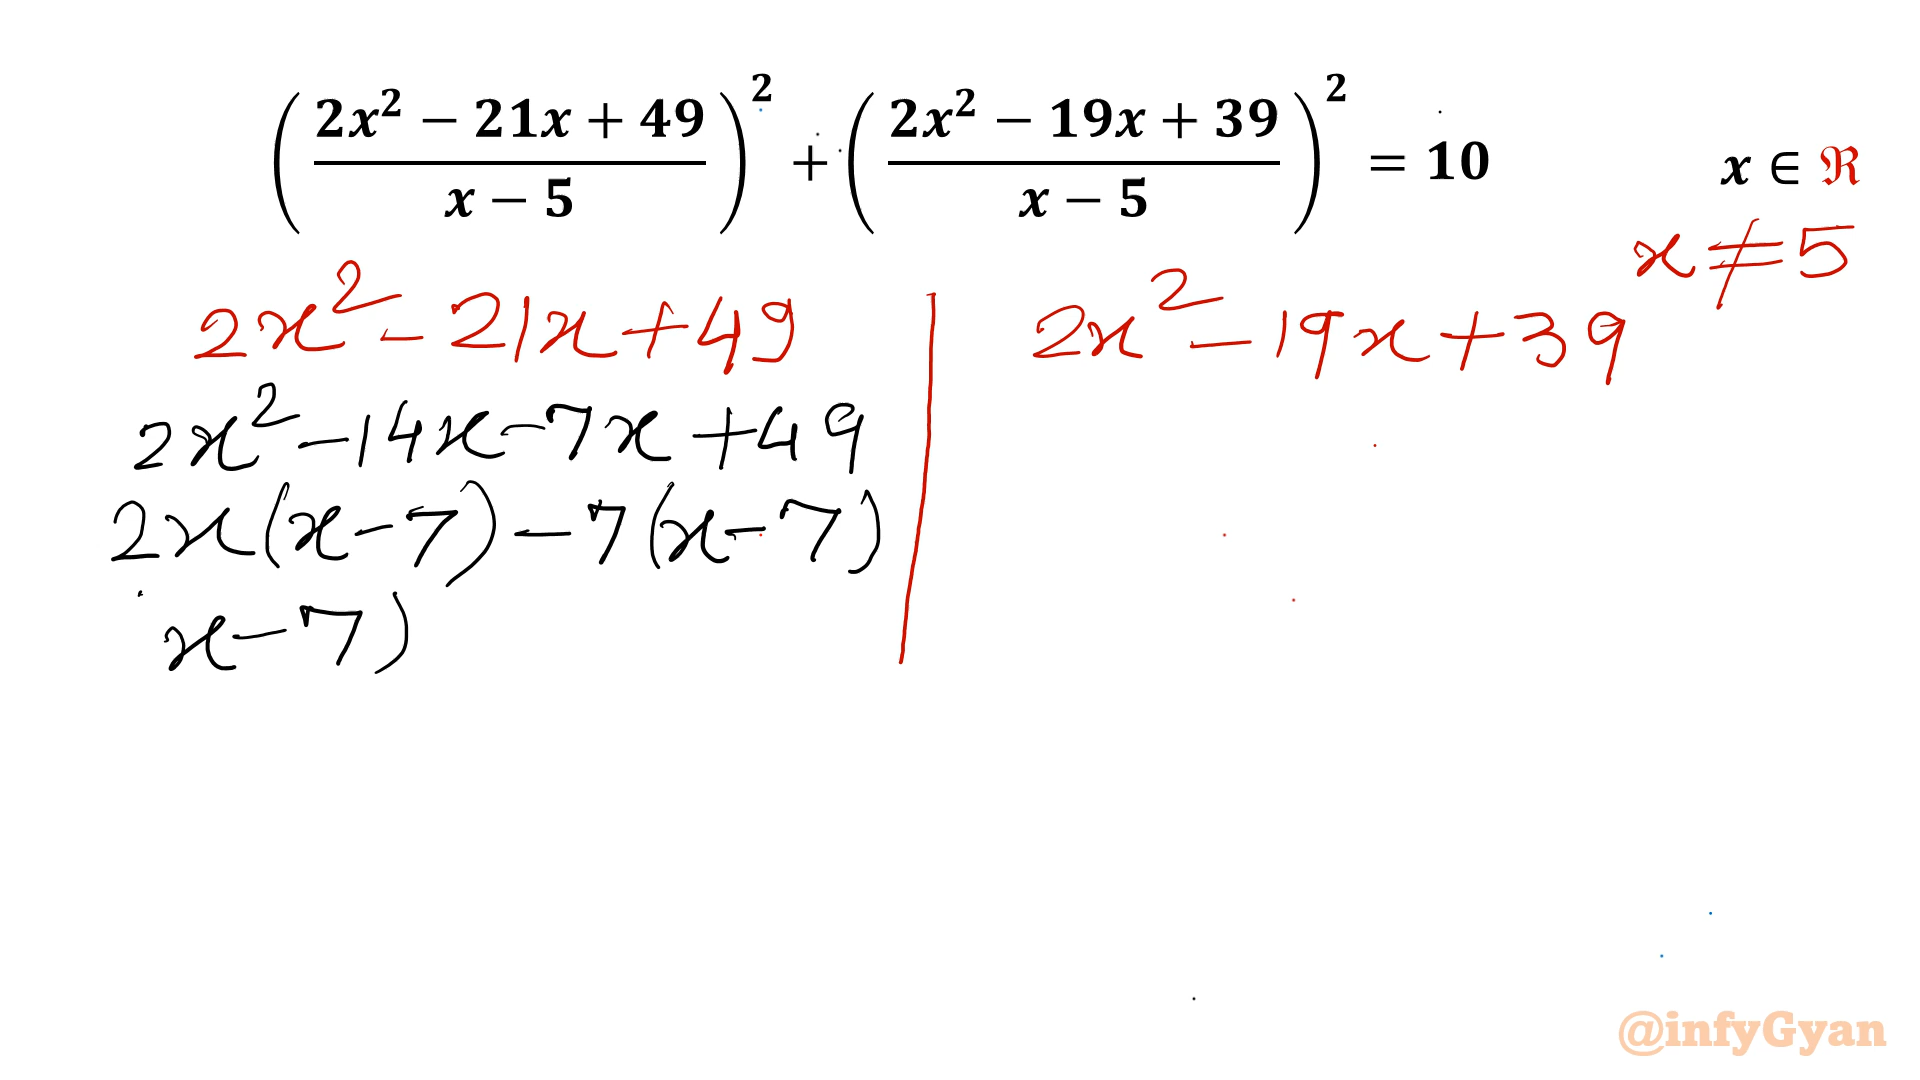 (2x² − 21x + 49 / x − 5)² + (2x² − 19x + 39 / x − 5)² = 10 x ∈ ℜ
x ≠ 5
2x² − 21x + 49
2x² − 14x − 7x + 49
2x(x − 7) − 7(x − 7)
x − 7)
2x² − 19x + 39
@infyGyan